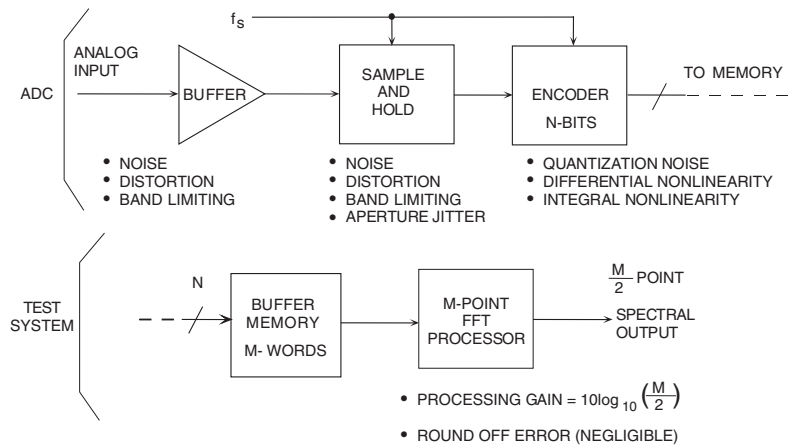 f_s
ADC
ANALOG
INPUT
BUFFER
SAMPLE
AND
HOLD
ENCODER
N-BITS
TO MEMORY
• NOISE
• DISTORTION
• BAND LIMITING
• NOISE
• DISTORTION
• BAND LIMITING
• APERTURE JITTER
• QUANTIZATION NOISE
• DIFFERENTIAL NONLINEARITY
• INTEGRAL NONLINEARITY
TEST
SYSTEM
N
BUFFER
MEMORY
M- WORDS
M-POINT
FFT
PROCESSOR
M/2 POINT
SPECTRAL
OUTPUT
• PROCESSING GAIN = 10log₁₀ (M/2)
• ROUND OFF ERROR (NEGLIGIBLE)